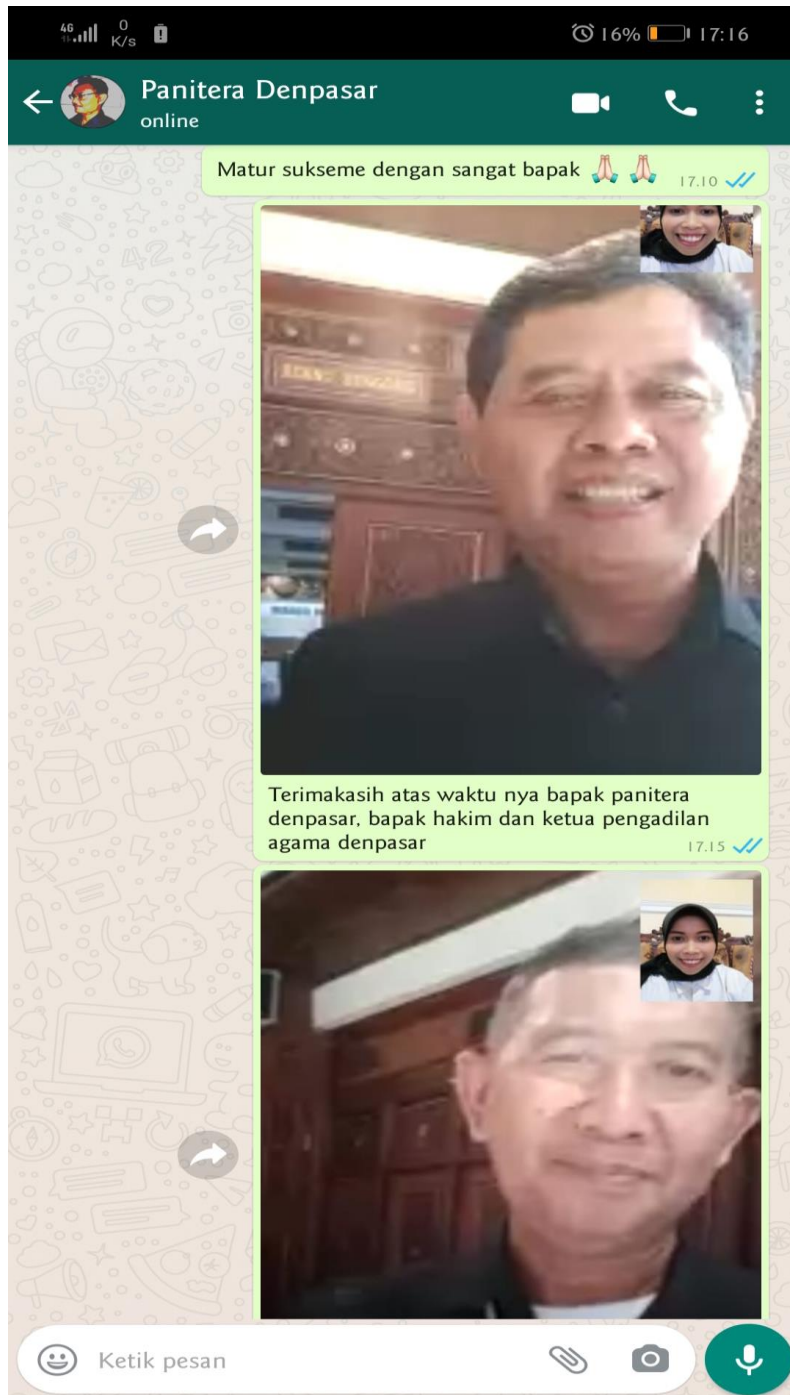 4G
0
K/s
16% 17:16
Panitera Denpasar
online
Matur sukseme dengan sangat bapak 🙏🏻 🙏🏻
17.10
Terimakasih atas waktu nya bapak panitera
denpasar, bapak hakim dan ketua pengadilan
agama denpasar
17.15
Ketik pesan